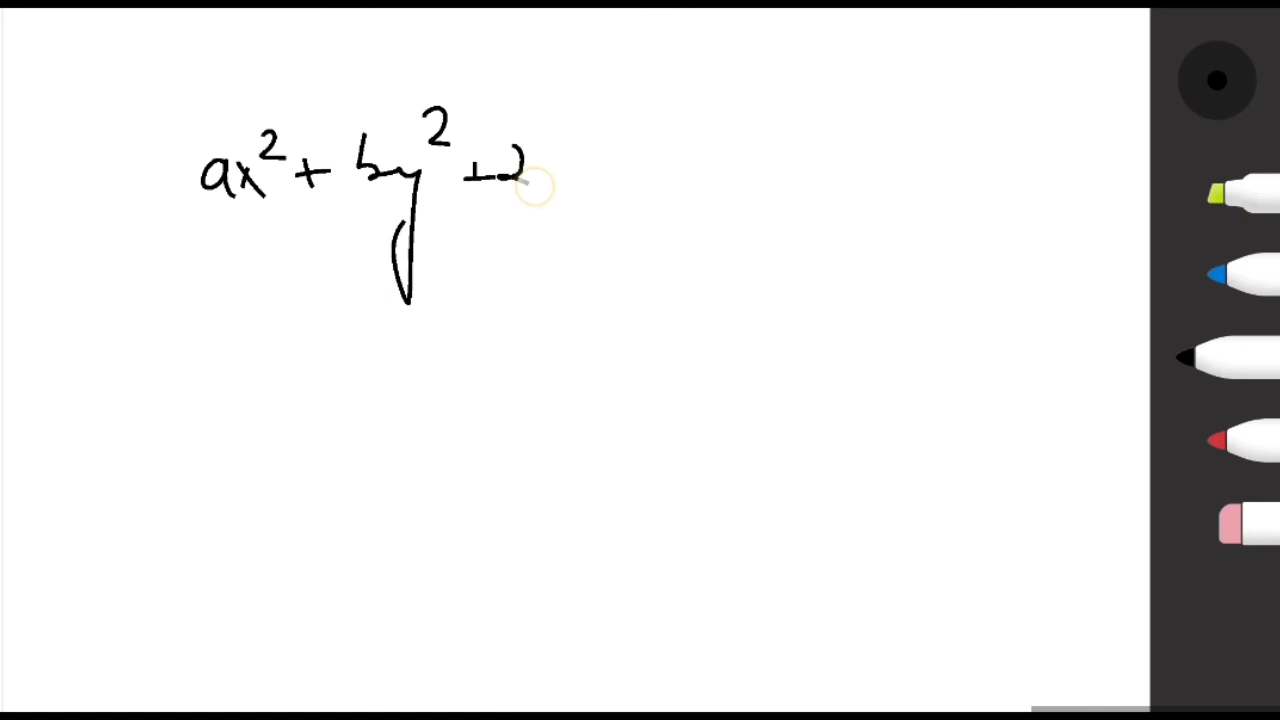 ax² + by² + 2